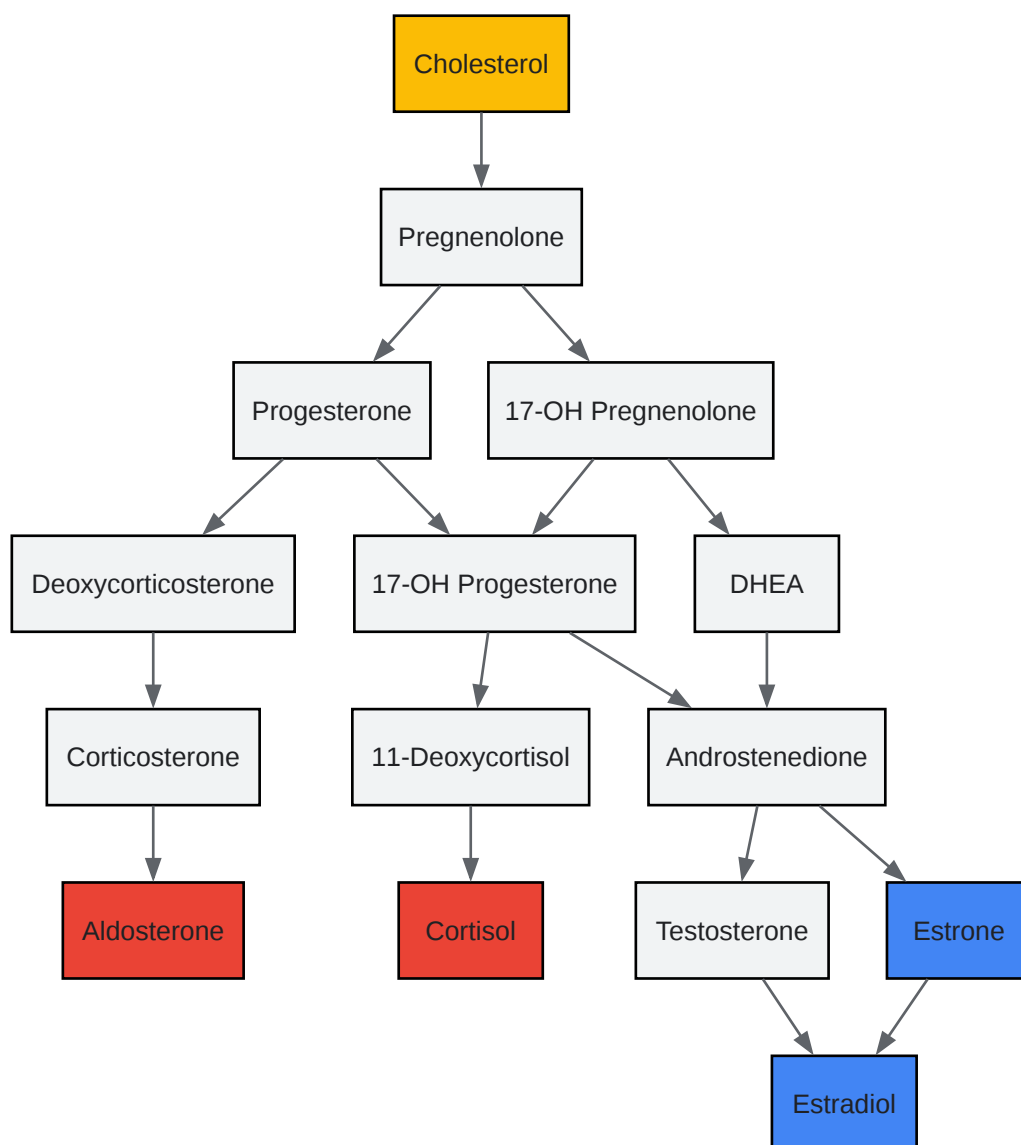 Cholesterol
Pregnenolone
Progesterone
17-OH Pregnenolone
Deoxycorticosterone
17-OH Progesterone
DHEA
Corticosterone
11-Deoxycortisol
Androstenedione
Aldosterone
Cortisol
Testosterone
Estrone
Estradiol